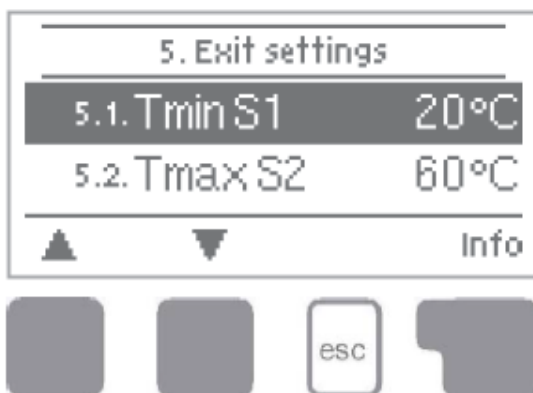 5. Exit settings
5.1. Tmin S1 20°C
5.2. Tmax S2 60°C
Info
esc